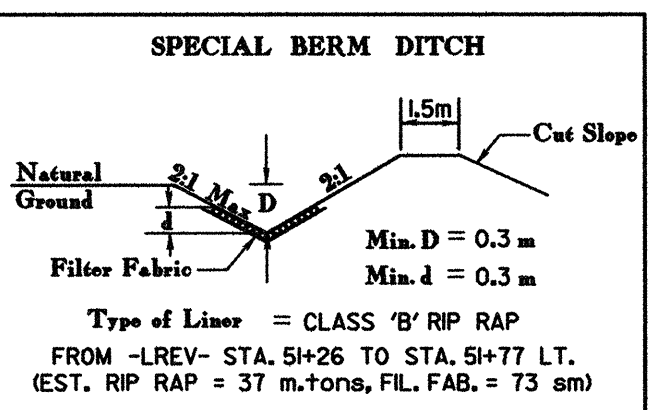 SPECIAL BERM DITCH
1.5m
Cut Slope
Natural
Ground
2:1 Max
2:1
D
d
Filter Fabric
Min. D = 0.3 m
Min. d = 0.3 m
Type of Liner = CLASS 'B' RIP RAP
FROM -LREV- STA. 51+26 TO STA. 51+77 LT.
(EST. RIP RAP = 37 m.tons, FIL. FAB. = 73 sm)